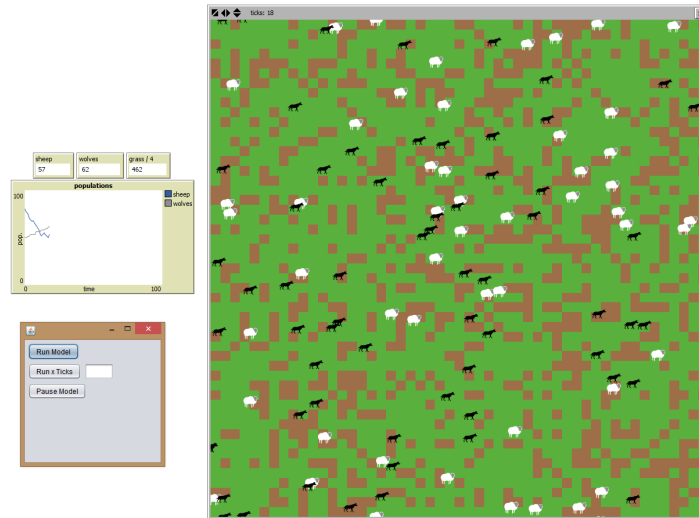 ticks: 18
sheep
57
wolves
62
grass / 4
462
populations
100
pop.
0
0
time
100
sheep
wolves
Run Model
Run x Ticks
Pause Model